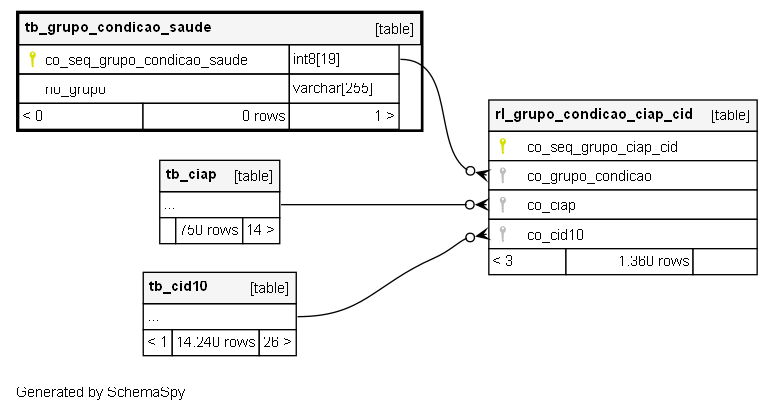 tb_grupo_condicao_saude [table]
co_seq_grupo_condicao_saude int8[19]
no_grupo varchar[255]
< 0 0 rows 1 >
tb_ciap [table]
...
750 rows 14 >
tb_cid10 [table]
...
< 1 14.240 rows 26 >
rl_grupo_condicao_ciap_cid [table]
co_seq_grupo_ciap_cid
co_grupo_condicao
co_ciap
co_cid10
< 3 1.360 rows
Generated by SchemaSpy